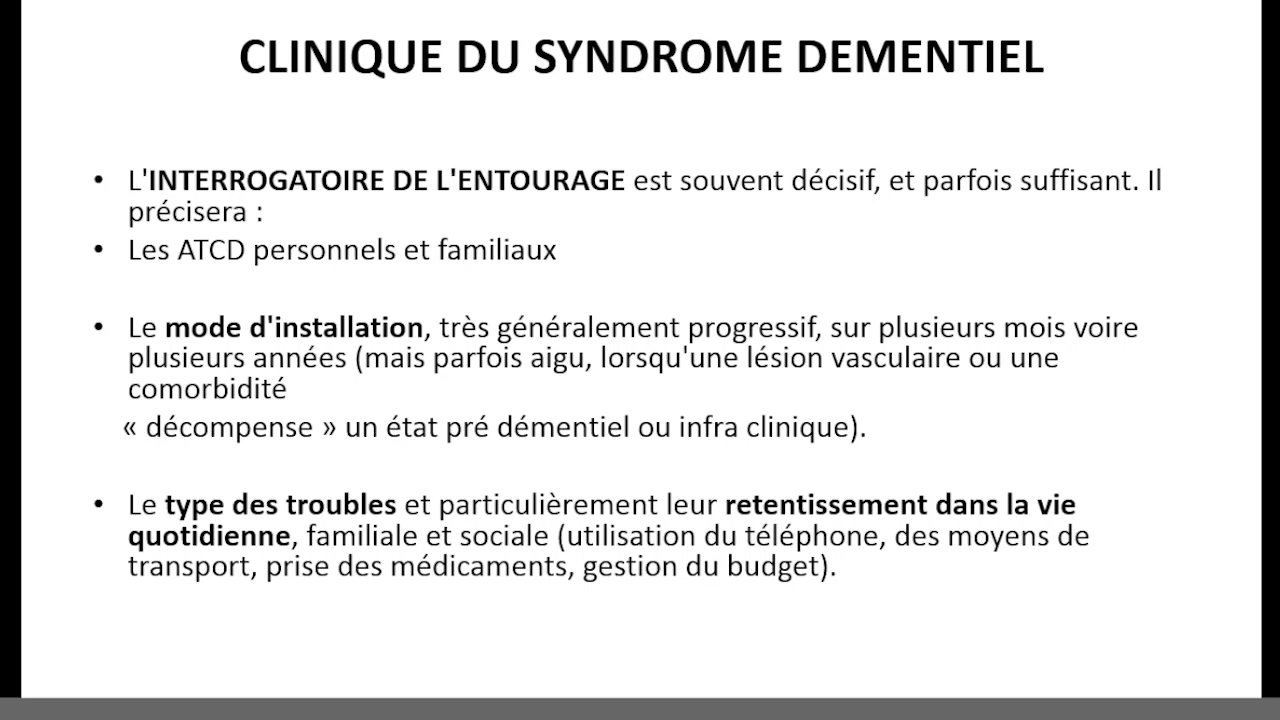 CLINIQUE DU SYNDROME DEMENTIEL
• L'INTERROGATOIRE DE L'ENTOURAGE est souvent décisif, et parfois suffisant. Il
précisera :
• Les ATCD personnels et familiaux
• Le mode d'installation, très généralement progressif, sur plusieurs mois voire
plusieurs années (mais parfois aigu, lorsqu'une lésion vasculaire ou une
comorbidité
« décompense » un état pré démentiel ou infra clinique).
• Le type des troubles et particulièrement leur retentissement dans la vie
quotidienne, familiale et sociale (utilisation du téléphone, des moyens de
transport, prise des médicaments, gestion du budget).